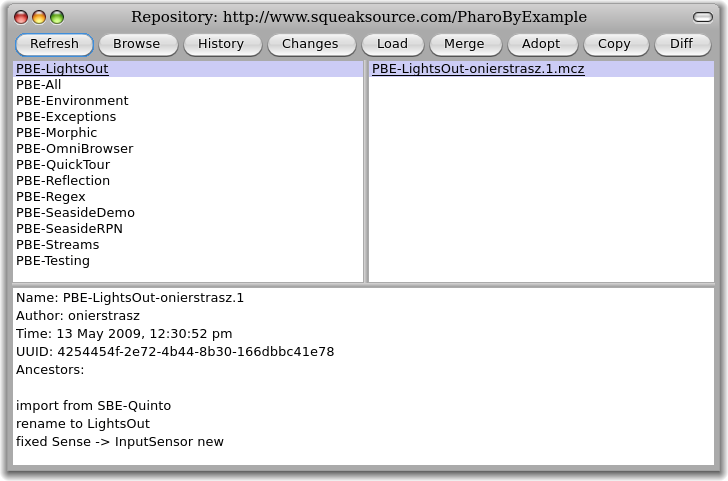 Repository: http://www.squeaksource.com/PharoByExample
Refresh Browse History Changes Load Merge Adopt Copy Diff
PBE-LightsOut
PBE-All
PBE-Environment
PBE-Exceptions
PBE-Morphic
PBE-OmniBrowser
PBE-QuickTour
PBE-Reflection
PBE-Regex
PBE-SeasideDemo
PBE-SeasideRPN
PBE-Streams
PBE-Testing
PBE-LightsOut-onierstrasz.1.mcz
Name: PBE-LightsOut-onierstrasz.1
Author: onierstrasz
Time: 13 May 2009, 12:30:52 pm
UUID: 4254454f-2e72-4b44-8b30-166dbbc41e78
Ancestors:
import from SBE-Quinto
rename to LightsOut
fixed Sense -> InputSensor new